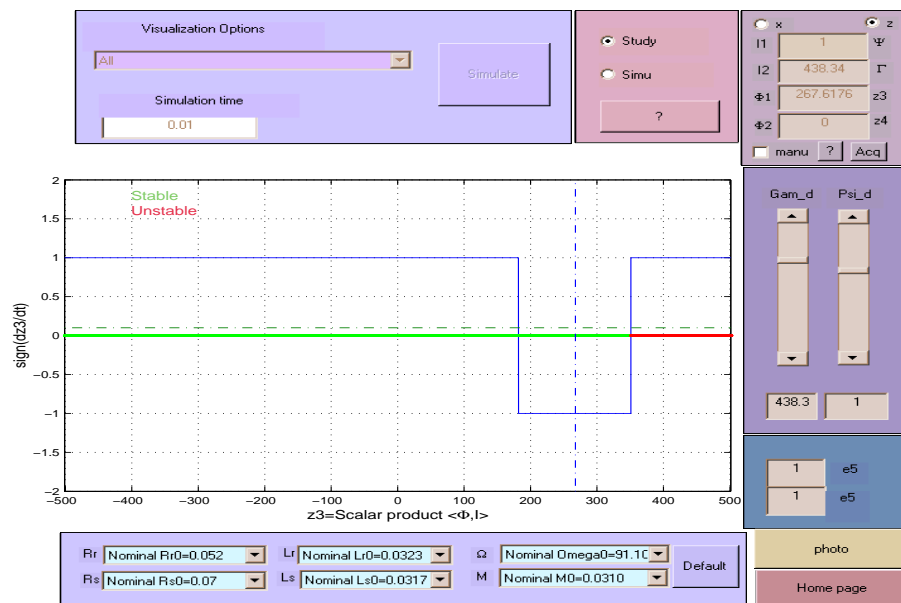 Visualization Options
All
Simulate
Simulation time
0.01
Study
Simu
?
x z
I1 1 Ψ
I2 438.34 Γ
Φ1 267.6176 z3
Φ2 0 z4
manu ? Acq
Stable
Unstable
2
1.5
1
0.5
0
−0.5
−1
−1.5
−2
sign(dz3/dt)
−500 −400 −300 −200 −100 0 100 200 300 400 500
z3=Scalar product <Φ,I>
Gam_d Psi_d
438.3 1
1 e5
1 e5
Rr Nominal Rr0=0.052 Lr Nominal Lr0=0.0323 Ω Nominal Omega0=91.10
Rs Nominal Rs0=0.07 Ls Nominal Ls0=0.0317 M Nominal M0=0.0310
Default
photo
Home page